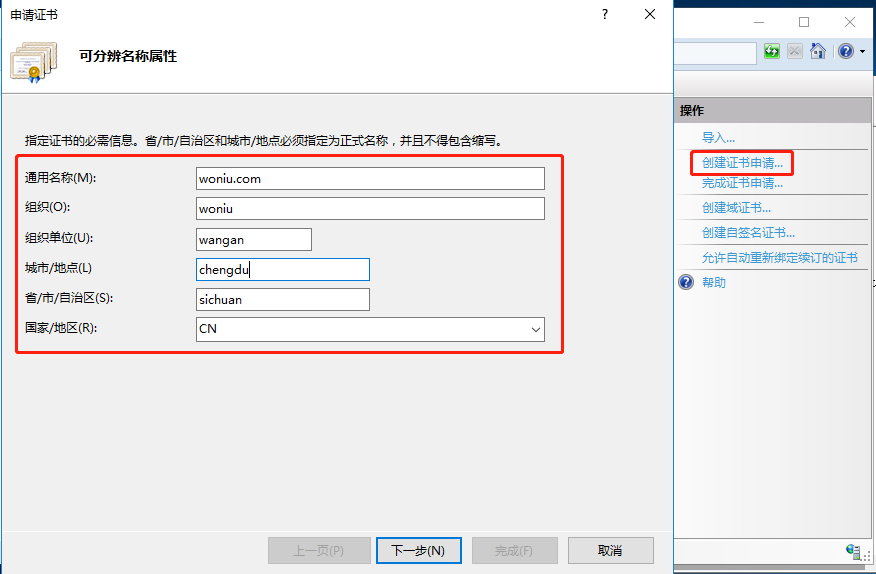 申请证书
?
可分辨名称属性
指定证书的必需信息。省/市/自治区和城市/地点必须指定为正式名称，并且不得包含缩写。
通用名称(M):
woniu.com
组织(O):
woniu
组织单位(U):
wangan
城市/地点(L)
chengdu
省/市/自治区(S):
sichuan
国家/地区(R):
CN
上一页(P)
下一步(N)
完成(F)
取消
操作
导入...
创建证书申请...
完成证书申请...
创建域证书...
创建自签名证书...
允许自动重新绑定续订的证书
帮助